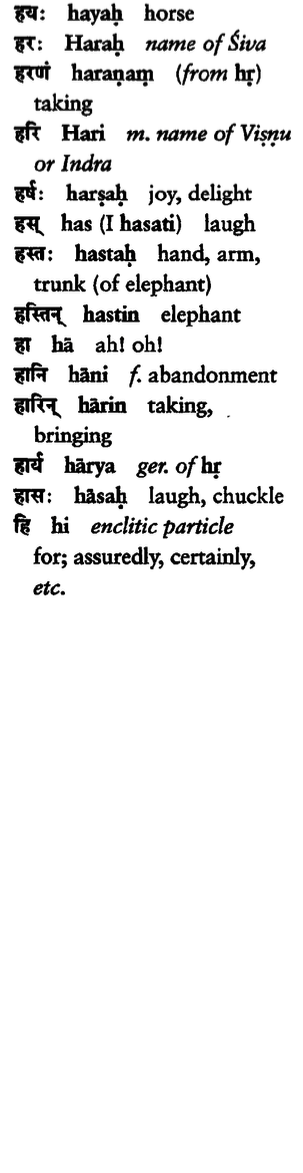 हयः hayaḥ horse
हरः Haraḥ name of Śiva
हरणं haraṇaṃ (from hṛ)
taking
हरि Hari m. name of Viṣṇu
or Indra
हर्षः harṣaḥ joy, delight
हस् has (I hasati) laugh
हस्तः hastaḥ hand, arm,
trunk (of elephant)
हस्तिन् hastin elephant
हा hā ah! oh!
हानि hāni f. abandonment
हारिन् hārin taking,
bringing
हार्य hārya ger. of hṛ
हासः hāsaḥ laugh, chuckle
हि hi enclitic particle
for; assuredly, certainly,
etc.